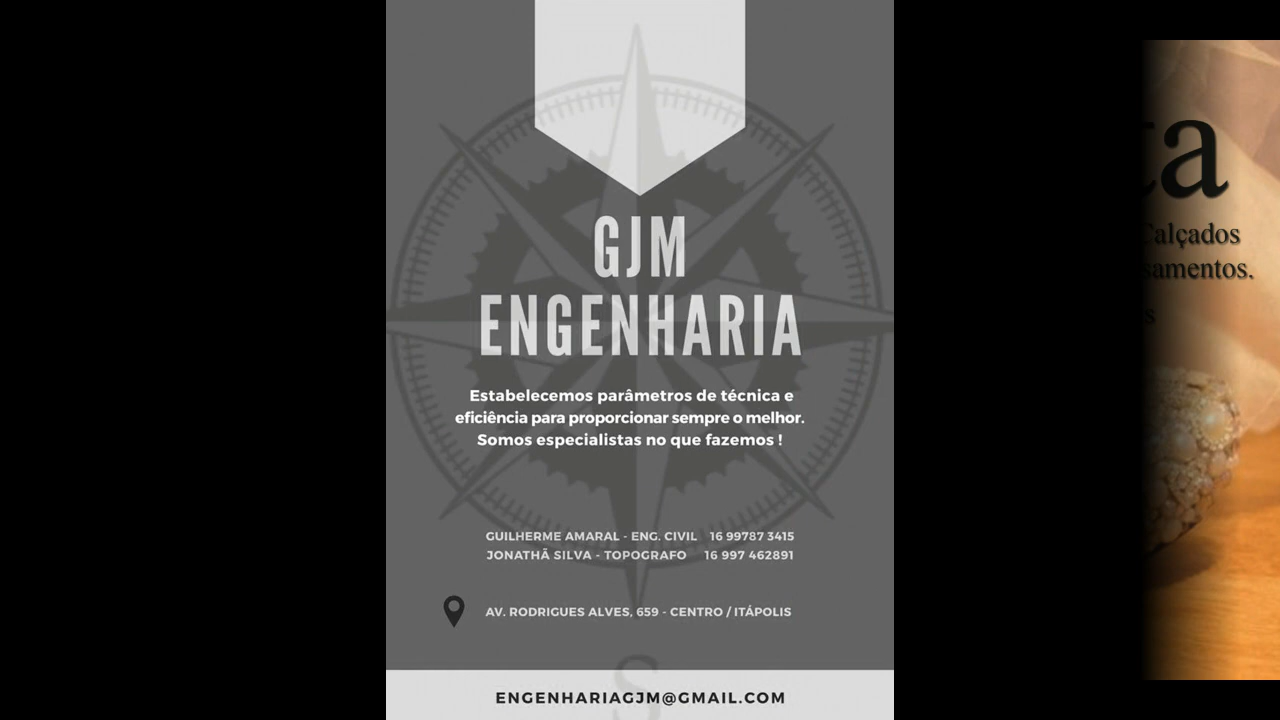 GJM
ENGENHARIA
Estabelecemos parâmetros de técnica e
eficiência para proporcionar sempre o melhor.
Somos especialistas no que fazemos !
GUILHERME AMARAL - ENG. CIVIL 16 99787 3415
JONATHÃ SILVA - TOPOGRAFO 16 997 462891
AV. RODRIGUES ALVES, 659 - CENTRO / ITÁPOLIS
S
ENGENHARIAGJM@GMAIL.COM
ta
Calçados
samentos.
s